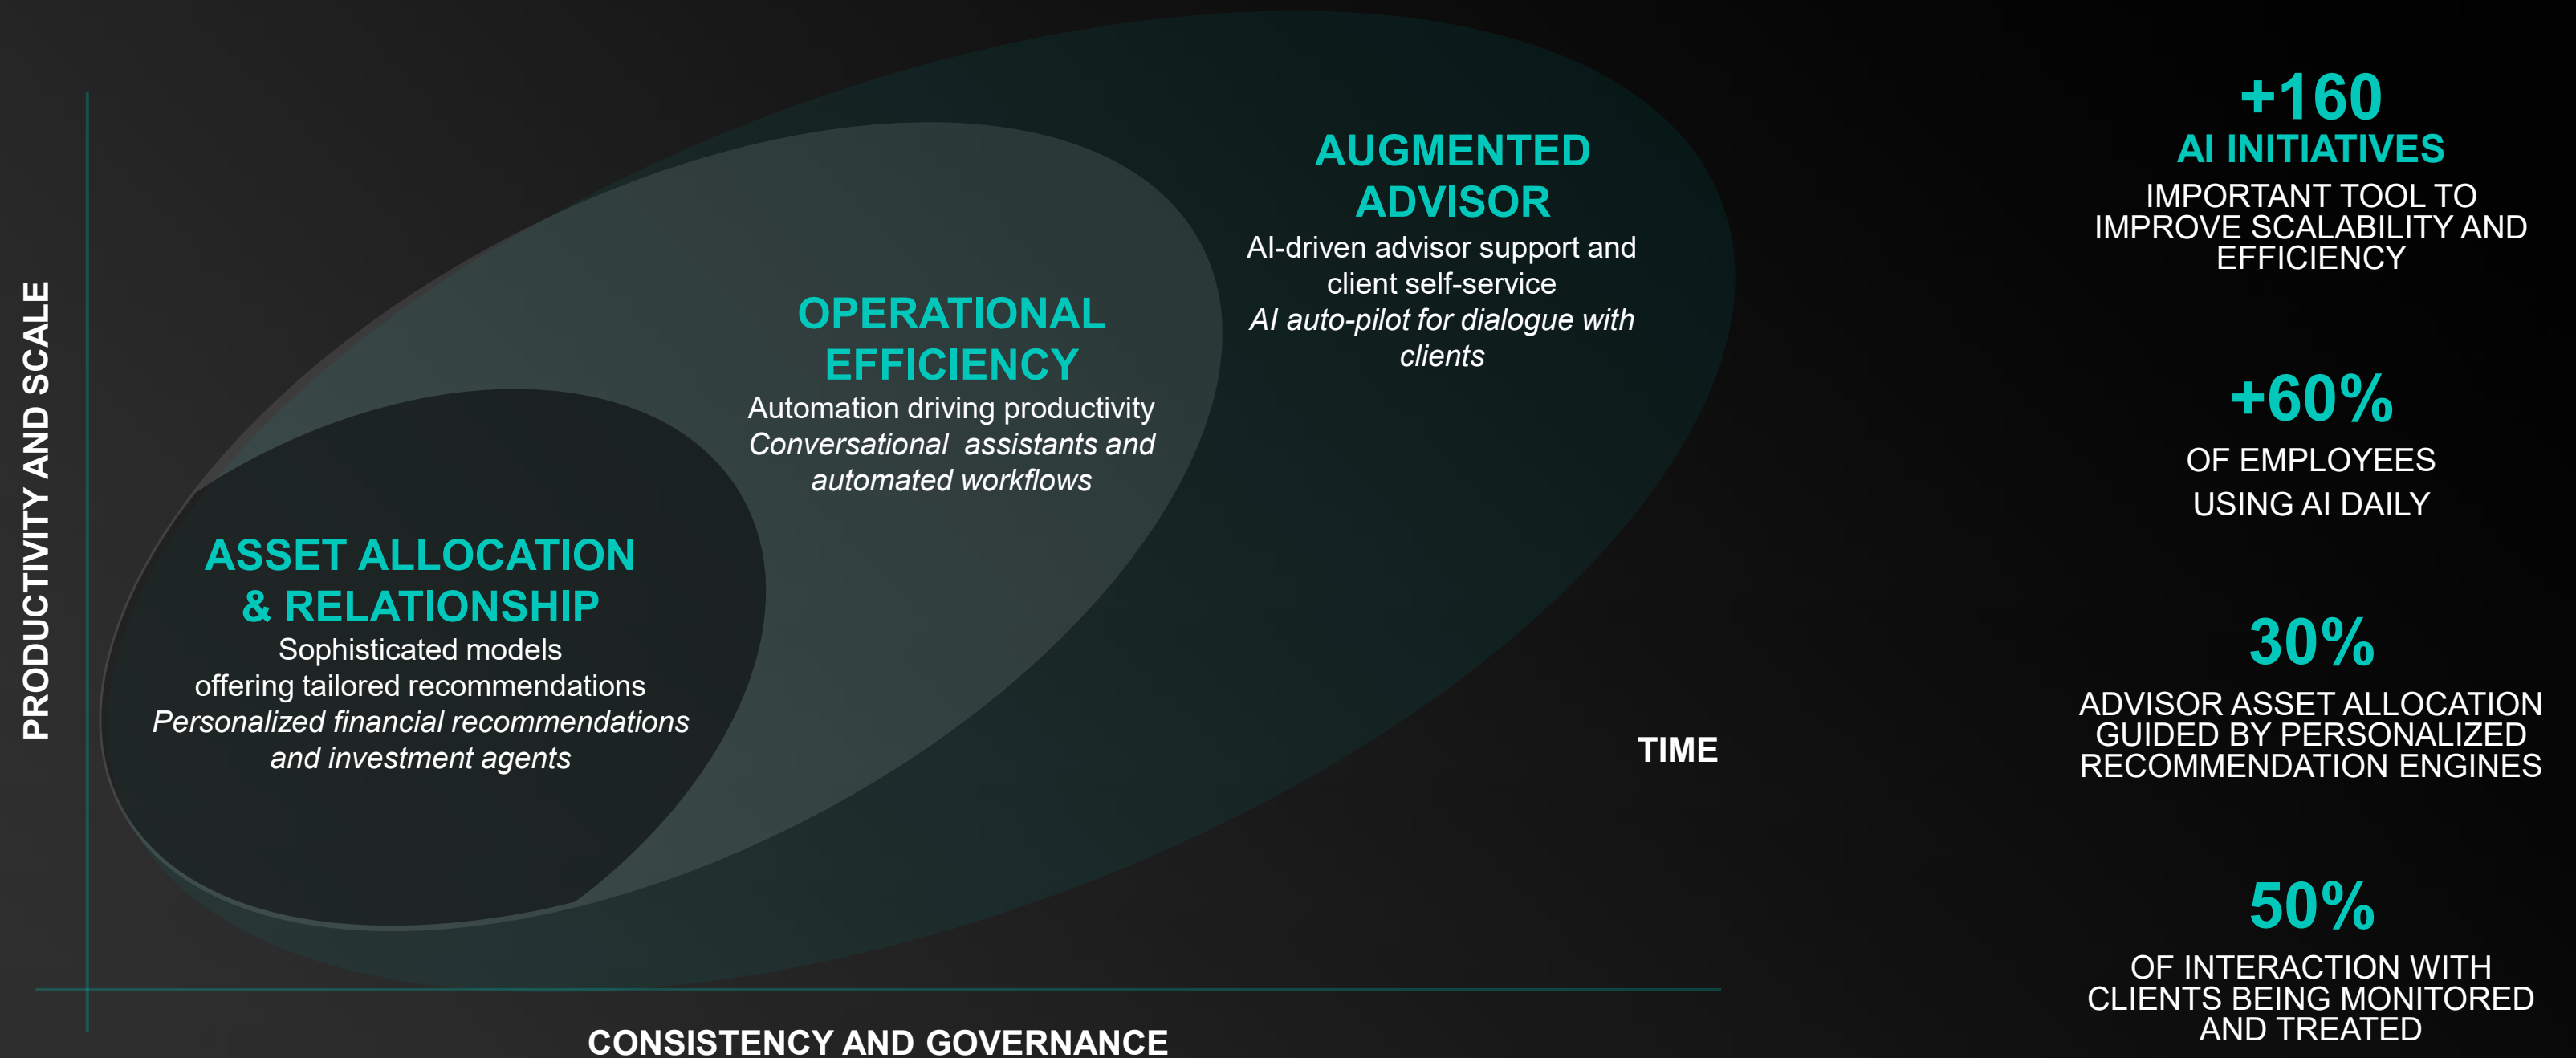 PRODUCTIVITY AND SCALE
ASSET ALLOCATION
& RELATIONSHIP
Sophisticated models
offering tailored recommendations
Personalized financial recommendations
and investment agents
OPERATIONAL
EFFICIENCY
Automation driving productivity
Conversational  assistants and
automated workflows
AUGMENTED
ADVISOR
AI-driven advisor support and
client self-service
AI auto-pilot for dialogue with
clients
TIME
CONSISTENCY AND GOVERNANCE
+160
AI INITIATIVES
IMPORTANT TOOL TO
IMPROVE SCALABILITY AND
EFFICIENCY
+60%
OF EMPLOYEES
USING AI DAILY
30%
ADVISOR ASSET ALLOCATION
GUIDED BY PERSONALIZED
RECOMMENDATION ENGINES
50%
OF INTERACTION WITH
CLIENTS BEING MONITORED
AND TREATED